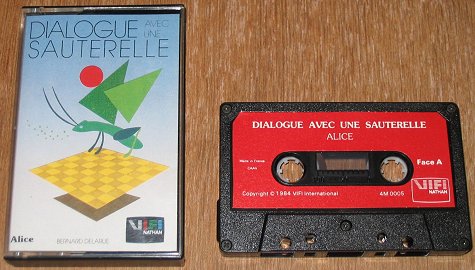 DIALOGUE AVEC
UNE
SAUTERELLE
VIFI
NATHAN
Alice
BERNARD DELARUE
DIALOGUE AVEC UNE SAUTERELLE
ALICE
Made in France
Face A
VIFI
NATHAN
Copyright © 1984 VIFI International
4M 0005